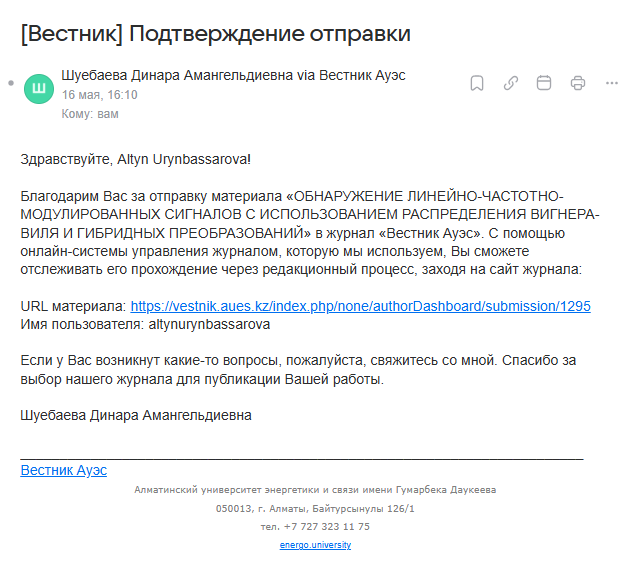 [Вестник] Подтверждение отправки
Шуебаева Динара Амангельдиевна via Вестник Ауэс
Ш
16 мая, 16:10
Кому: вам
Здравствуйте, Altyn Urynbassarova!
Благодарим Вас за отправку материала «ОБНАРУЖЕНИЕ ЛИНЕЙНО-ЧАСТОТНО-
МОДУЛИРОВАННЫХ СИГНАЛОВ С ИСПОЛЬЗОВАНИЕМ РАСПРЕДЕЛЕНИЯ ВИГНЕРА-
ВИЛЯ И ГИБРИДНЫХ ПРЕОБРАЗОВАНИЙ» в журнал «Вестник Ауэс». С помощью
онлайн-системы управления журналом, которую мы используем, Вы сможете
отслеживать его прохождение через редакционный процесс, заходя на сайт журнала:
URL материала: https://vestnik.aues.kz/index.php/none/authorDashboard/submission/1295
Имя пользователя: altynurynbassarova
Если у Вас возникнут какие-то вопросы, пожалуйста, свяжитесь со мной. Спасибо за
выбор нашего журнала для публикации Вашей работы.
Шуебаева Динара Амангельдиевна
Вестник Ауэс
Алматинский университет энергетики и связи имени Гумарбека Даукеева
050013, г. Алматы, Байтурсынулы 126/1
тел. +7 727 323 11 75
energo.university